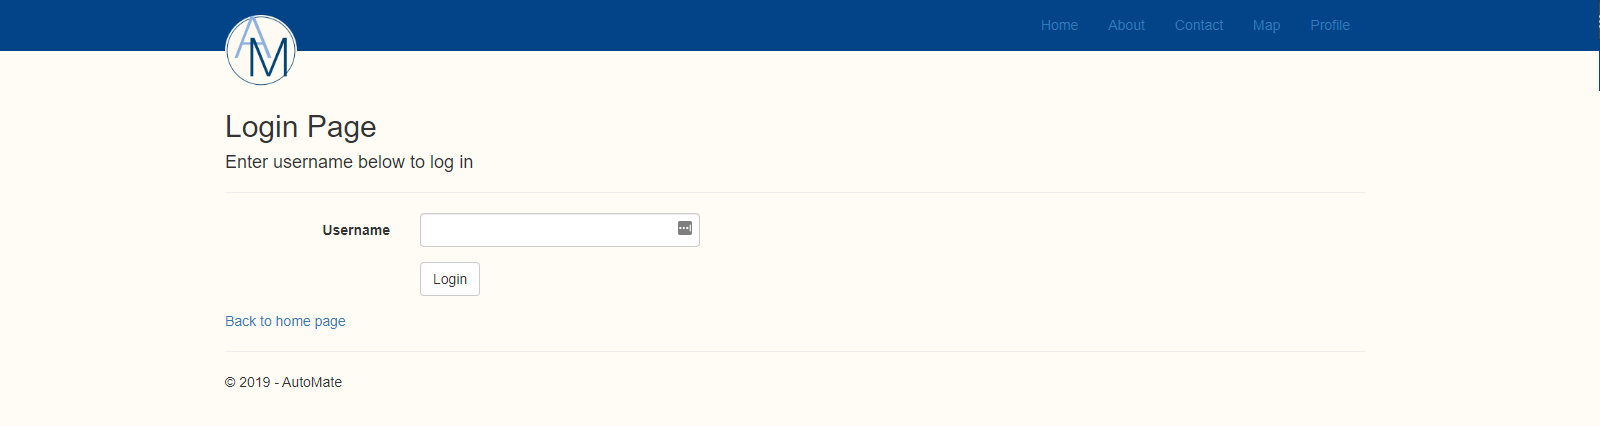 AM
Home About Contact Map Profile
Login Page
Enter username below to log in
Username
Login
Back to home page
© 2019 - AutoMate